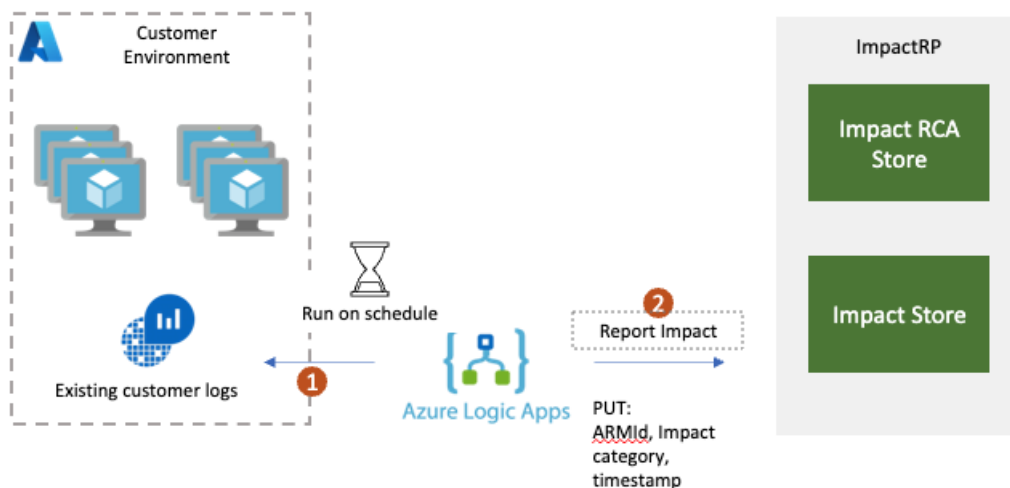 Customer
Environment
ImpactRP
Impact RCA
Store
Run on schedule
2
Report Impact
Impact Store
1
Existing customer logs
Azure Logic Apps
PUT:
ARMId, Impact
category,
timestamp